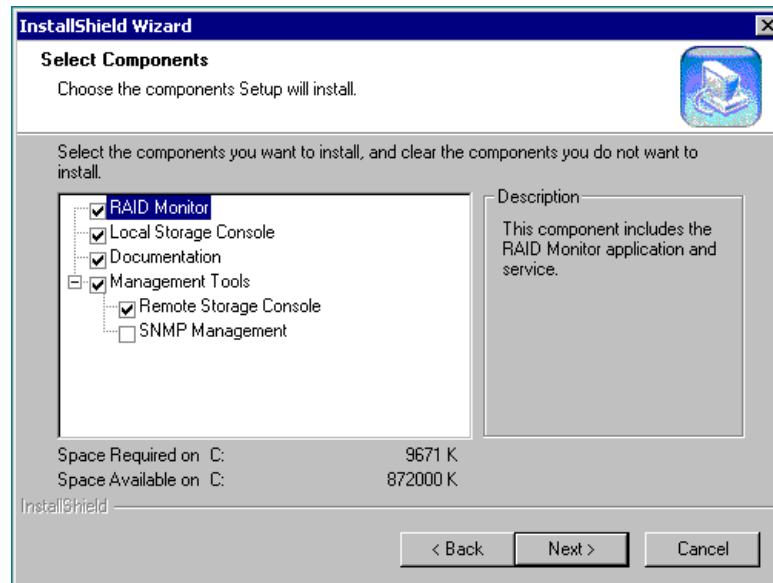 InstallShield Wizard
Select Components
Choose the components Setup will install.
Select the components you want to install, and clear the components you do not want to
install.
RAID Monitor
Local Storage Console
Documentation
Management Tools
Remote Storage Console
SNMP Management
Description
This component includes the
RAID Monitor application and
service.
Space Required on C: 9671 K
Space Available on C: 872000 K
InstallShield
< Back Next > Cancel